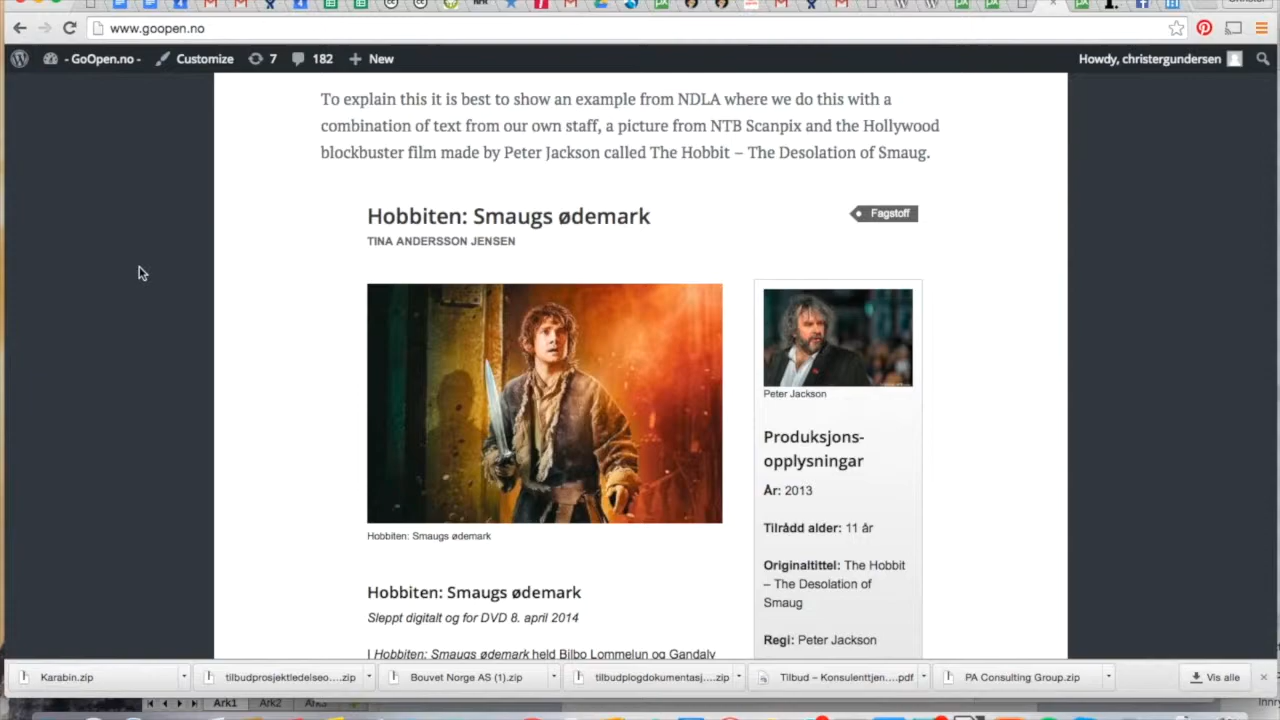 www.goopen.no
- GoOpen.no -
Customize
7
182
New
Howdy, christergundersen
To explain this it is best to show an example from NDLA where we do this with a
combination of text from our own staff, a picture from NTB Scanpix and the Hollywood
blockbuster film made by Peter Jackson called The Hobbit – The Desolation of Smaug.
Hobbiten: Smaugs ødemark
Fagstoff
TINA ANDERSSON JENSEN
Peter Jackson
Produksjons-
opplysningar
År: 2013
Tilrådd alder: 11 år
Originaltittel: The Hobbit
– The Desolation of
Smaug
Regi: Peter Jackson
Hobbiten: Smaugs ødemark
Hobbiten: Smaugs ødemark
Sleppt digitalt og for DVD 8. april 2014
I Hobbiten: Smaugs ødemark held Bilbo Lommelun og Gandalv
Karabin.zip
tilbudprosjektledelseo....zip
Bouvet Norge AS (1).zip
tilbudplogdokumentasj....zip
Tilbud – Konsulenttjen....pdf
PA Consulting Group.zip
Vis alle
Ark1
Ark2
Ark3